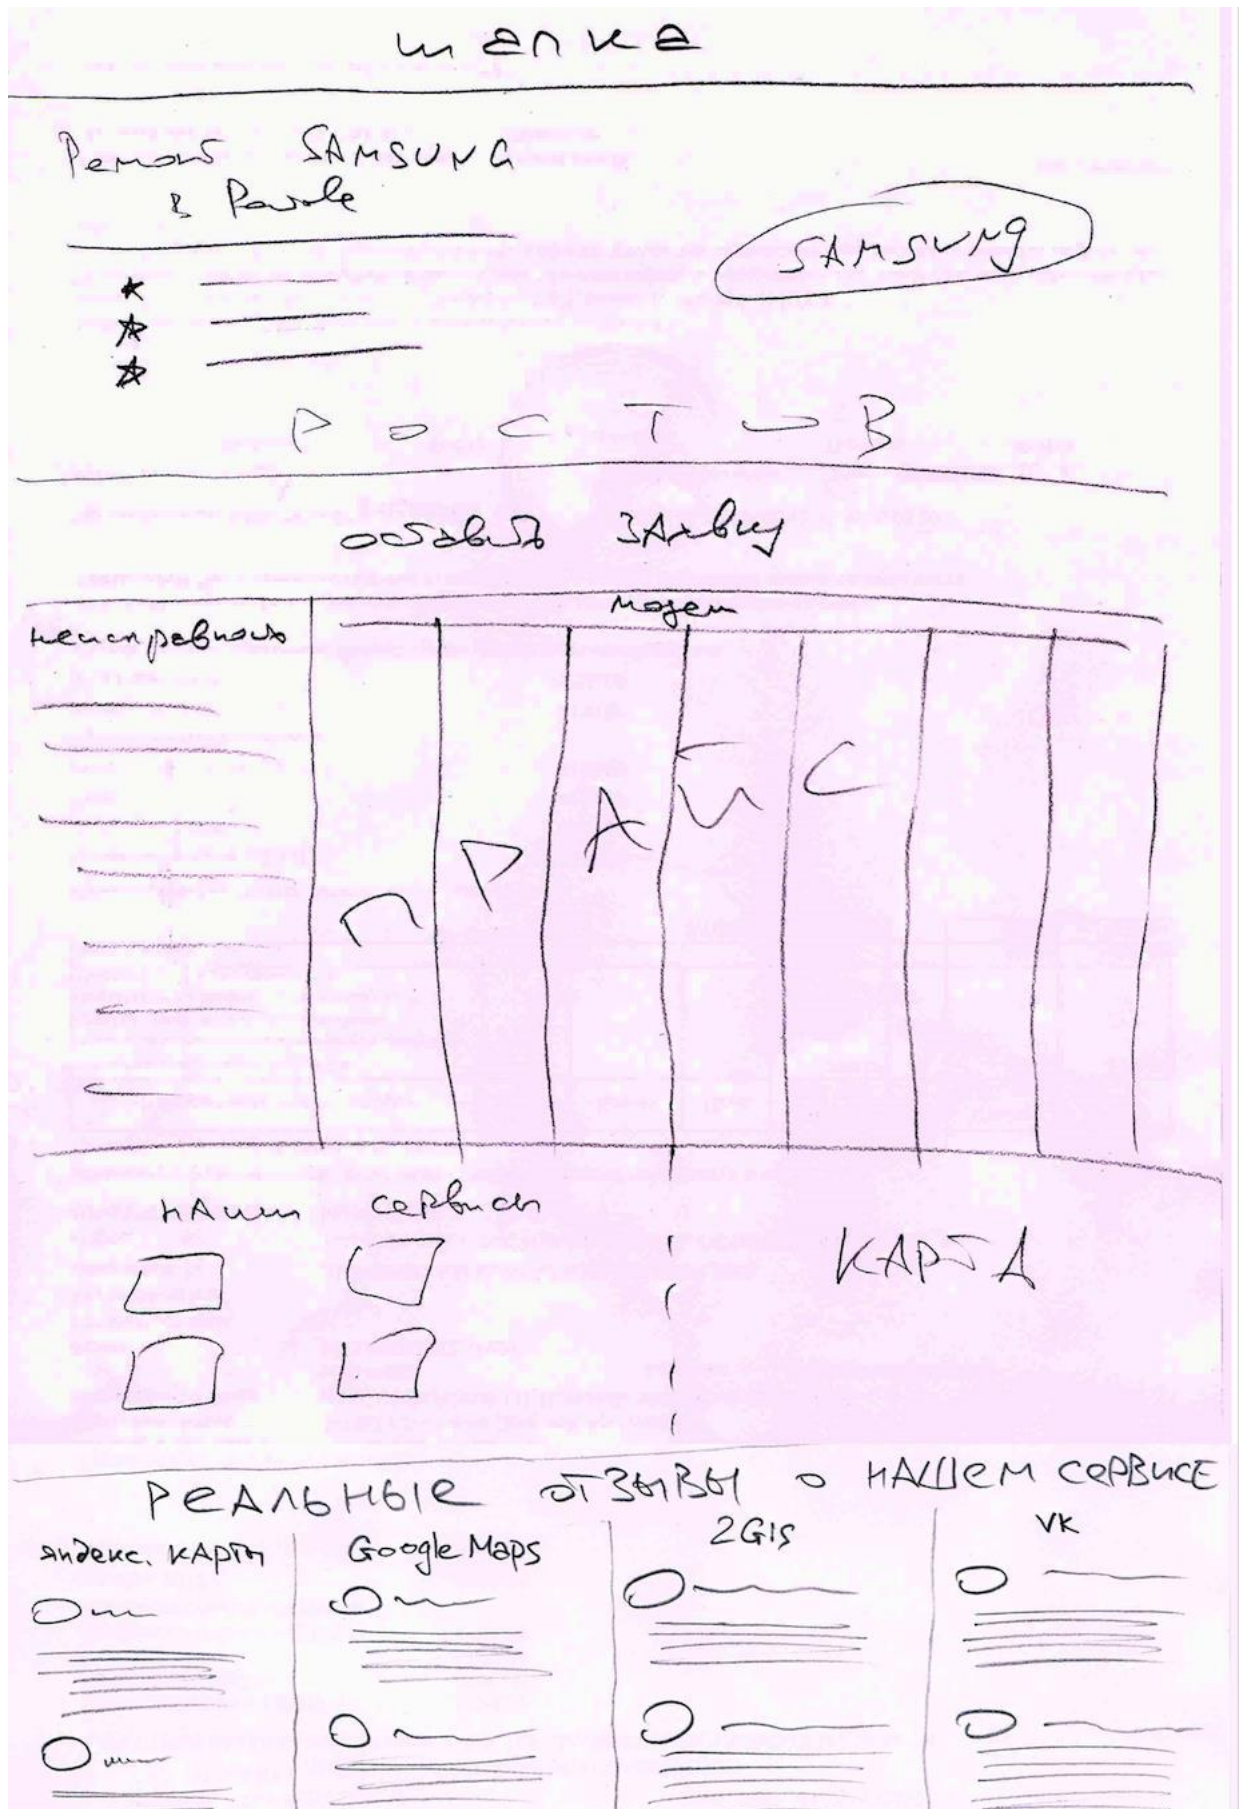 шапка
Ремонт SAMSUNG
в
SAMSUNG
РОСТОВ
оставить заявку
неисправность
модели
ПРАЙС
НАШИ сервисы
КАРТА
РЕАЛЬНЫЕ ОТЗЫВЫ О НАШЕМ СЕРВИСЕ
Яндекс. КАРТЫ
Google Maps
2GIS
VK